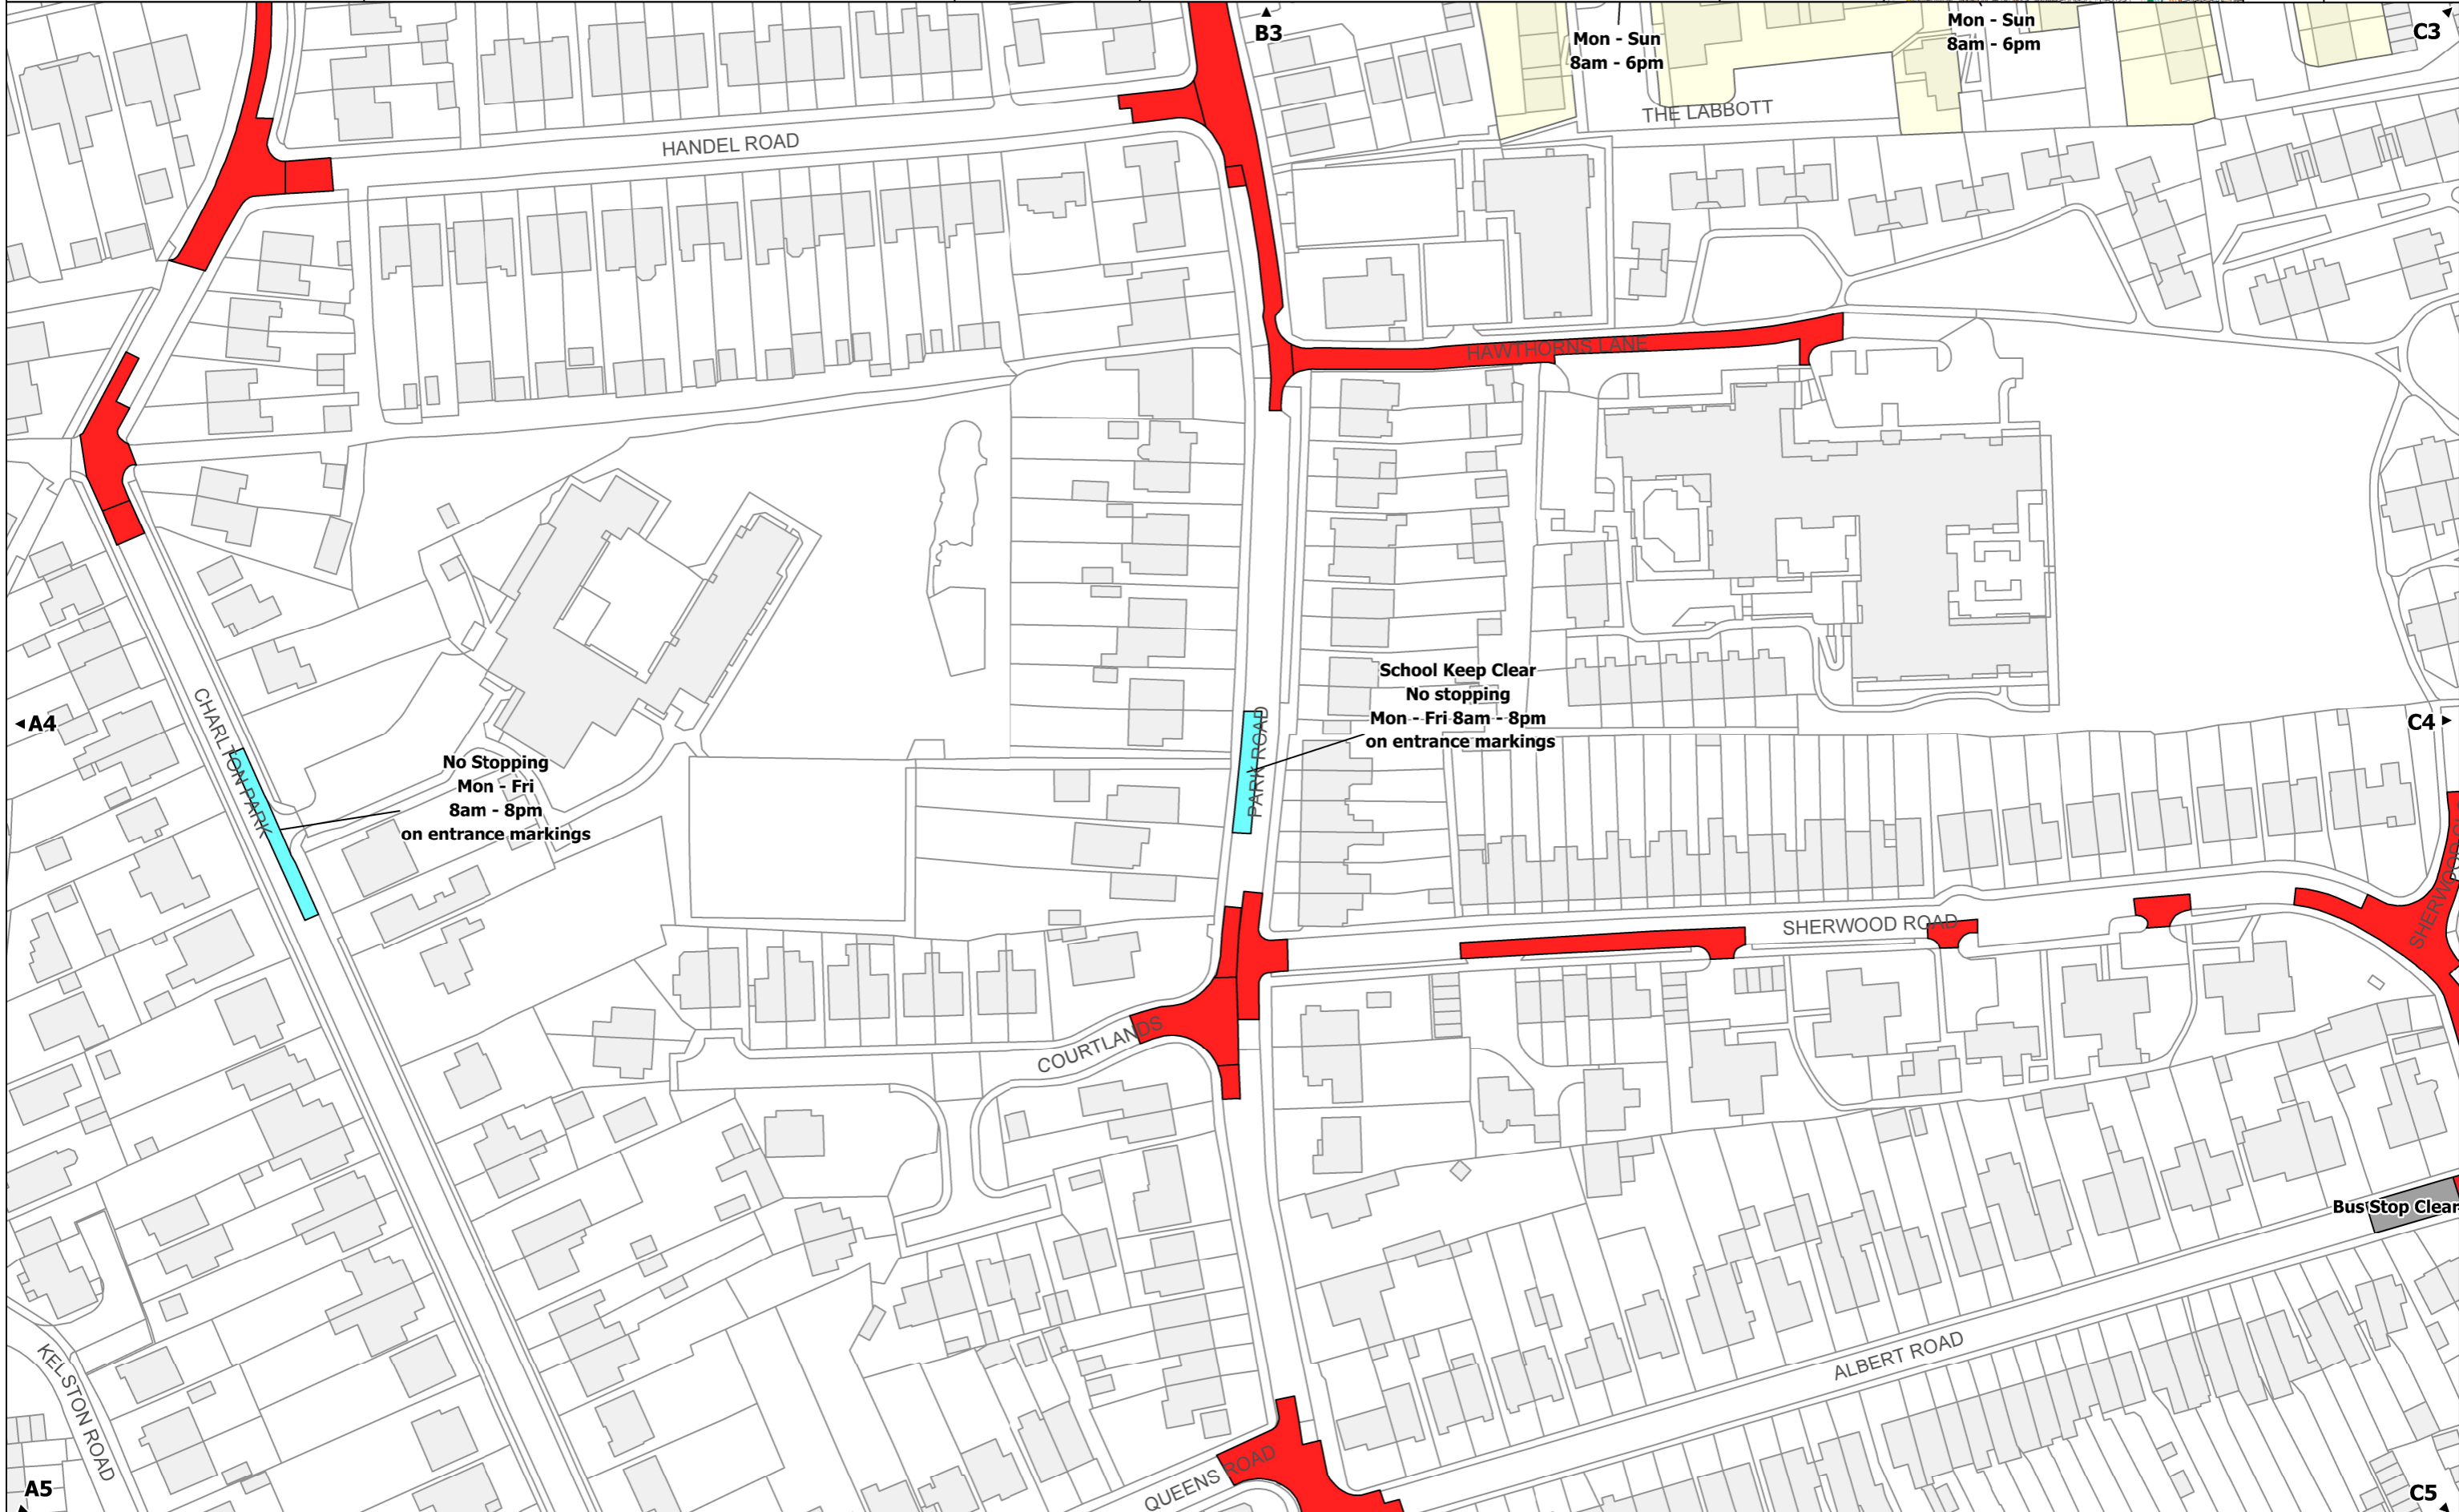 B3
Mon - Sun
8am - 6pm
Mon - Sun
8am - 6pm
C3
THE LABBOTT
HANDEL ROAD
HAWTHORNS LANE
School Keep Clear
No stopping
Mon - Fri 8am - 8pm
on entrance markings
PARK ROAD
A4
C4
CHARLTON PARK
No Stopping
Mon - Fri
8am - 8pm
on entrance markings
SHERWOOD ROAD
SHERWOOD
COURTLANDS
Bus Stop Clear
ALBERT ROAD
KELSTON ROAD
QUEENS ROAD
A5
C5